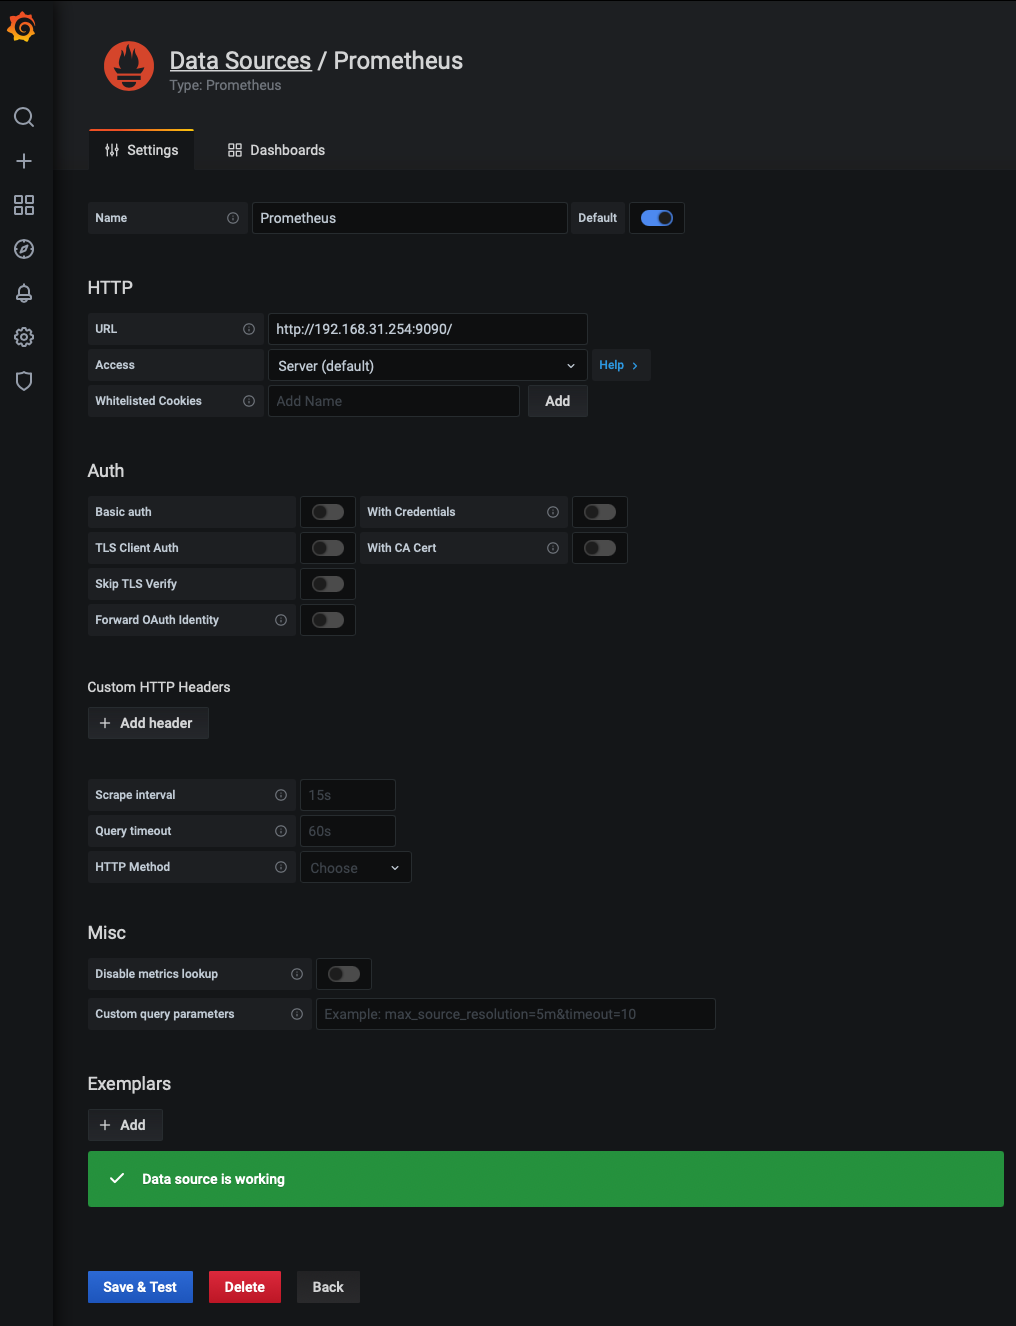 Data Sources / Prometheus
Type: Prometheus
Settings
Dashboards
Name
Prometheus
Default
HTTP
URL
http://192.168.31.254:9090/
Access
Server (default)
Help
Whitelisted Cookies
Add Name
Add
Auth
Basic auth
With Credentials
TLS Client Auth
With CA Cert
Skip TLS Verify
Forward OAuth Identity
Custom HTTP Headers
Add header
Scrape interval
15s
Query timeout
60s
HTTP Method
Choose
Misc
Disable metrics lookup
Custom query parameters
Example: max_source_resolution=5m&timeout=10
Exemplars
Add
Data source is working
Save & Test
Delete
Back